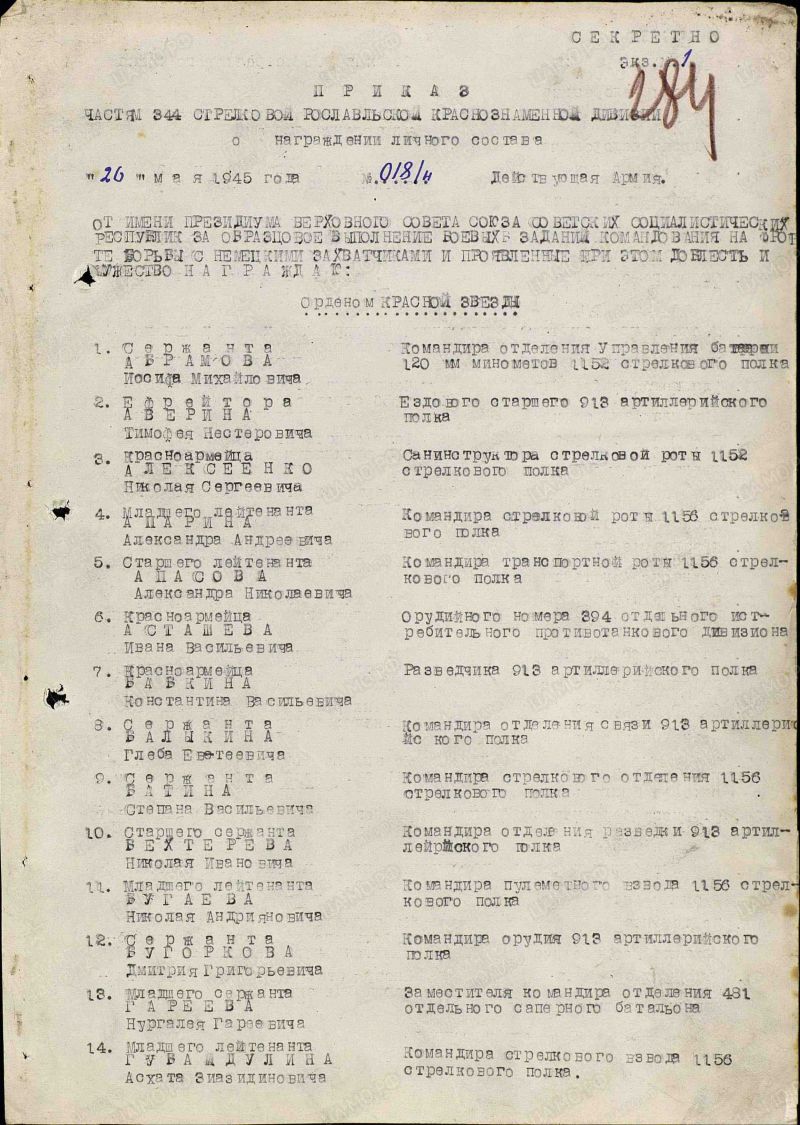 СЕКРЕТНО
экз. 1
284
ПРИКАЗ
ЧАСТЯМ 344 СТРЕЛКОВОЙ РОСЛАВЛЬСКОЙ КРАСНОЗНАМЕННОЙ ДИВИЗИИ
о награждении личного состава
"26" мая 1945 года № 018/н Действующая Армия.
ОТ ИМЕНИ ПРЕЗИДИУМА ВЕРХОВНОГО СОВЕТА СОЮЗА СОВЕТСКИХ СОЦИАЛИСТИЧЕСКИХ
РЕСПУБЛИК ЗА ОБРАЗЦОВОЕ ВЫПОЛНЕНИЕ БОЕВЫХ ЗАДАНИЙ КОМАНДОВАНИЯ НА ФРОН
ТЕ БОРЬБЫ С НЕМЕЦКИМИ ЗАХВАТЧИКАМИ И ПРОЯВЛЕННЫЕ ПРИ ЭТОМ ДОБЛЕСТЬ И
МУЖЕСТВО НАГРАЖДАЮ:
Орденом КРАСНОЙ ЗВЕЗДЫ
1. Сержанта
АБРАМОВА
Иосифа Михайловича
Командира отделения Управления батареи
120 мм минометов 1152 стрелкового полка
2. Ефрейтора
АВЕРИНА
Тимофея Нестеровича
Ездового старшего 913 артиллерийского
полка
3. Красноармейца
АЛЕКСЕЕНКО
Николая Сергеевича
Санинструктора стрелковой роты 1152
стрелкового полка
4. Младшего лейтенанта
АПАРИНА
Александра Андреевича
Командира стрелковой роты 1156 стрелко
вого полка
5. Старшего лейтенанта
АПАСОВА
Александра Николаевича
Командира транспортной роты 1156 стрел-
кового полка
6. Красноармейца
АСТАШЕВА
Ивана Васильевича
Орудийного номера 394 отдельного ист-
ребительного противотанкового дивизиона
7. Красноармейца
БАБКИНА
Константина Васильевича
Разведчика 913 артиллерийского полка
8. Сержанта
БАЛЫКИНА
Глеба Евтеевича
Командира отделения связи 913 артиллери
йс кого полка
9. Сержанта
БАТИНА
Степана Васильевича
Командира стрелкового отделения 1156
стрелкового полка
10. Старшего сержанта
БЕХТЕРЕВА
Николая Ивановича
Командира отделения разведки 913 артил-
лейрйского полка
11. Младшего лейтенанта
БУГАЕВА
Николая Андрияновича
Командира пулеметного взвода 1156 стрел-
кового полка
12. Сержанта
БУГОРКОВА
Дмитрия Григорьевича
Командира орудия 913 артиллерийского
полка
13. Младшего сержанта
ГАРЕЕВА
Нургалея Гареевича
Заместителя командира отделения 481
отдельного саперного батальона
14. Младшего лейтенанта
ГУБАЙДУЛИНА
Асхата Зиазидиновича
Командира стрелкового взвода 1156
стрелкового полка.